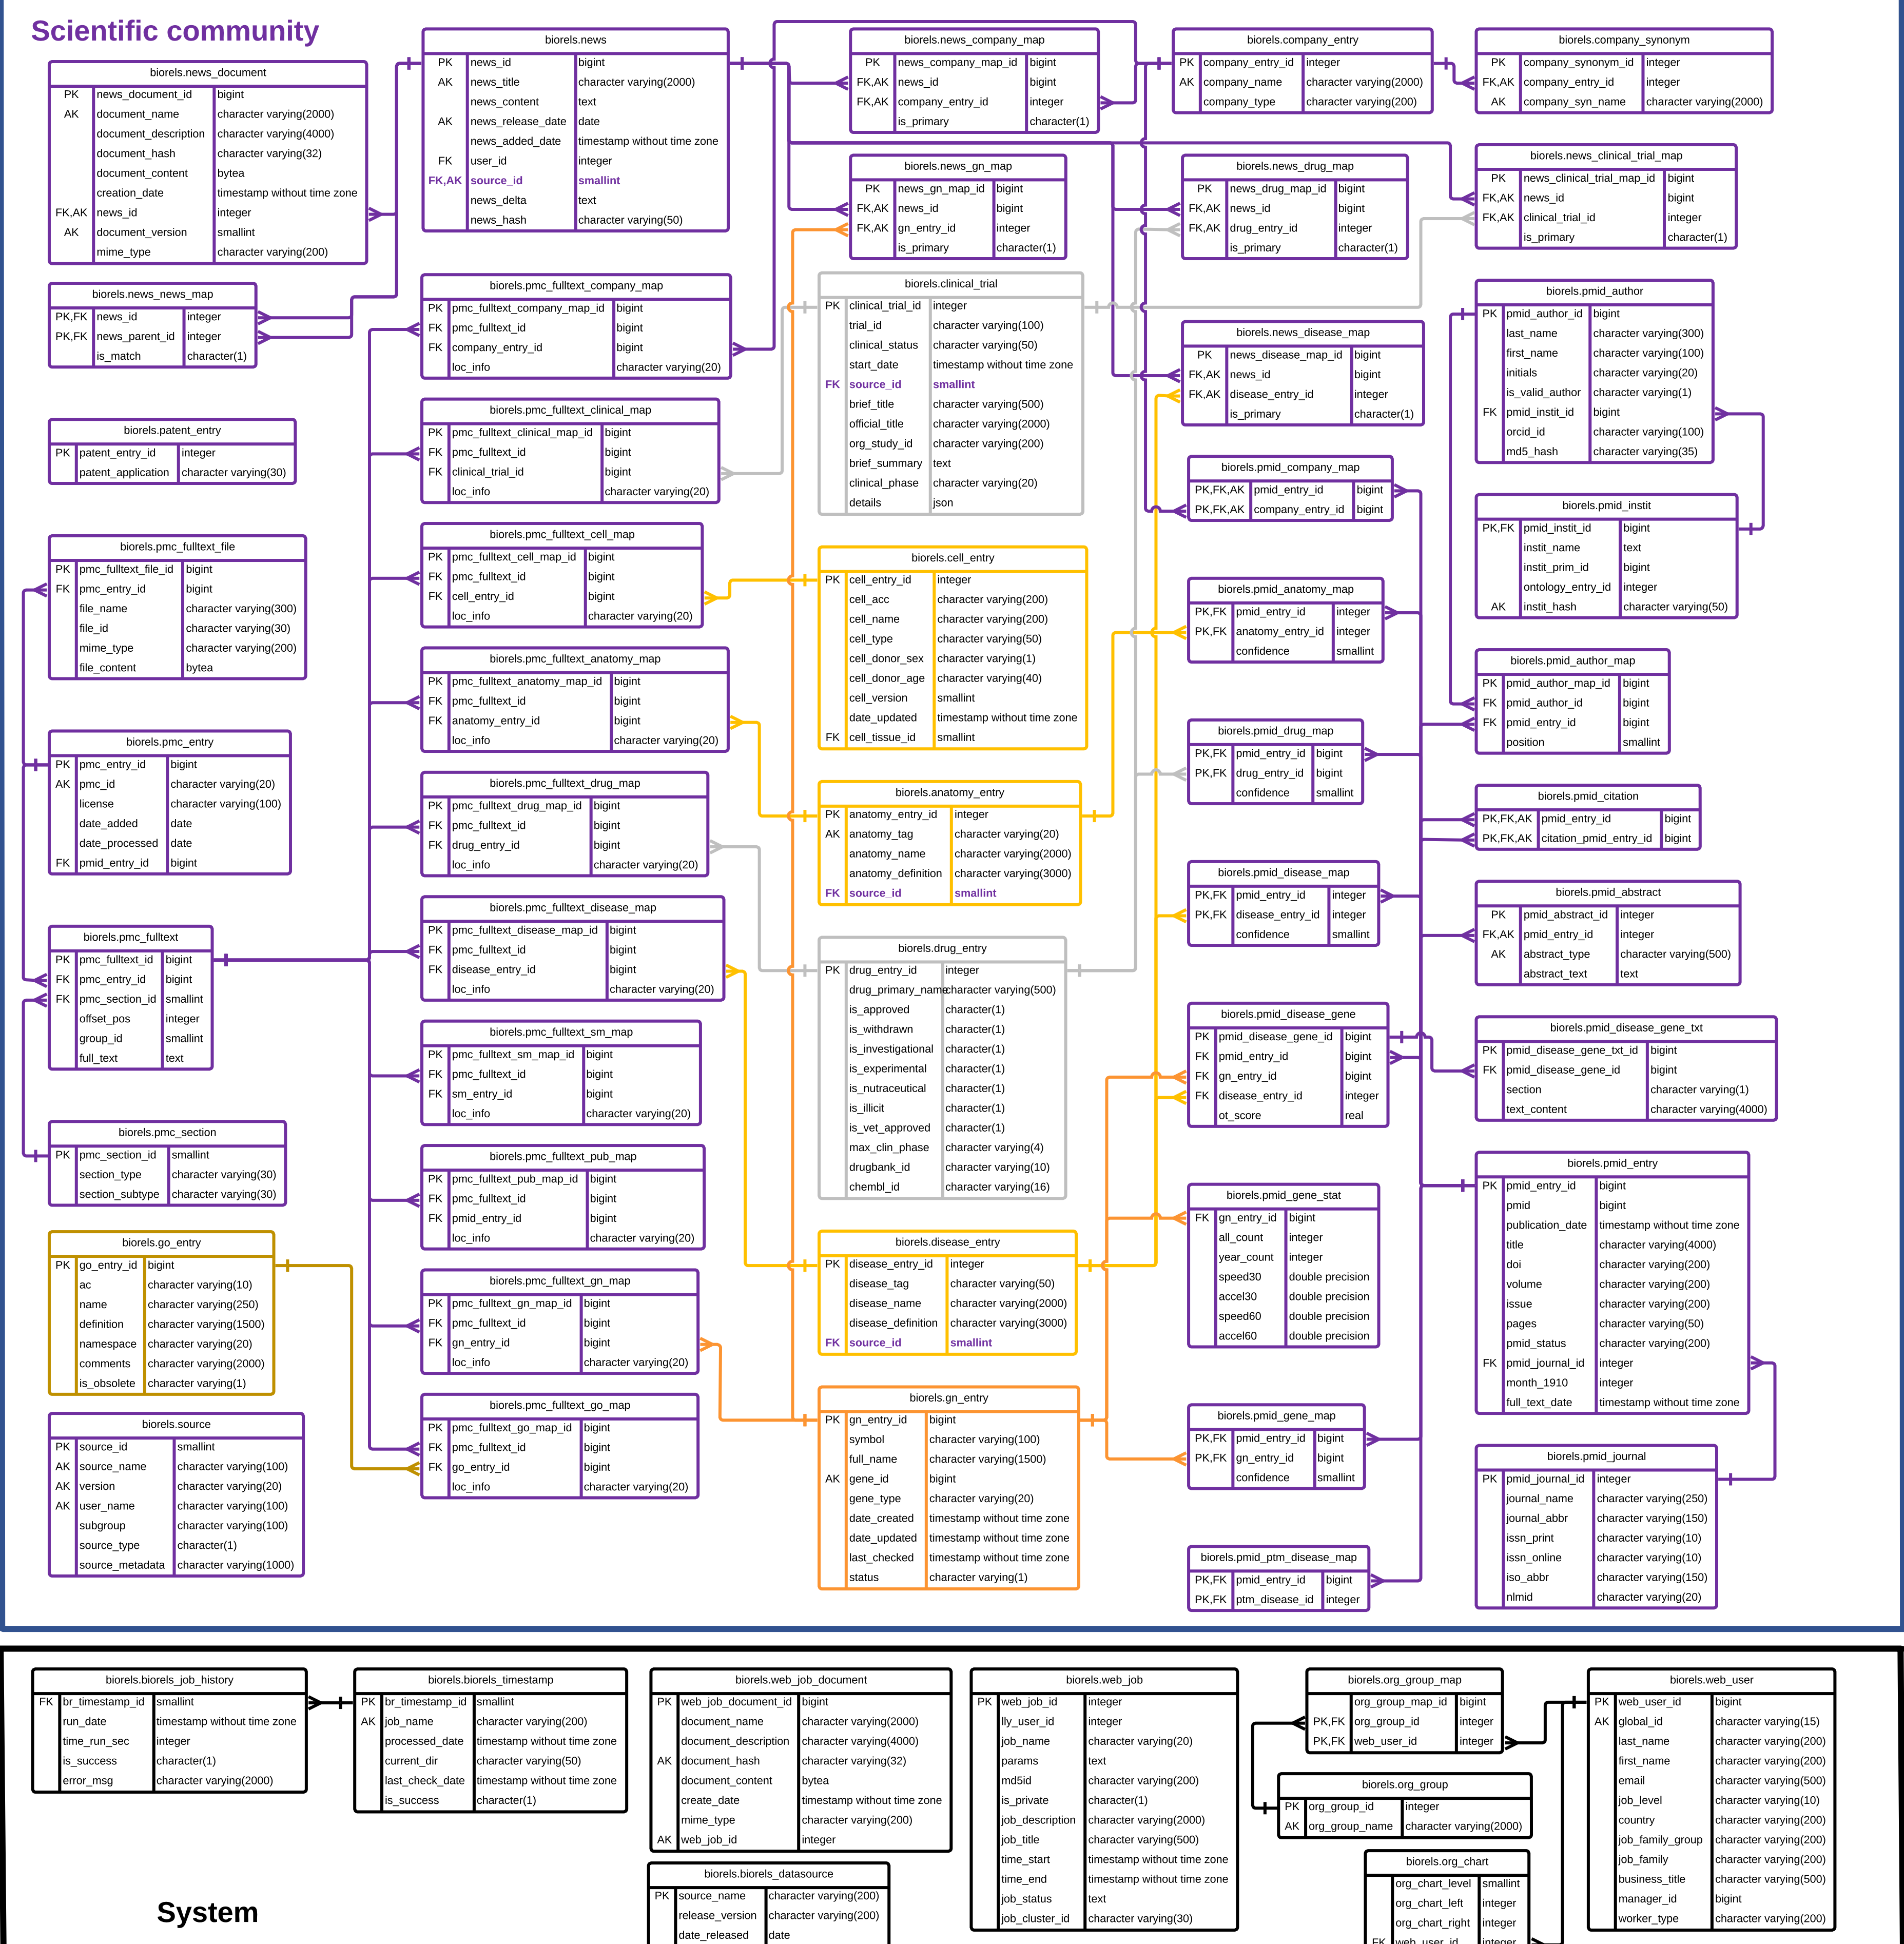 Scientific community
biorels.news_document
PK news_document_id bigint
AK document_name character varying(2000)
document_description character varying(4000)
document_hash character varying(32)
document_content bytea
creation_date timestamp without time zone
FK,AK news_id integer
AK document_version smallint
mime_type character varying(200)
biorels.news_news_map
PK,FK news_id integer
PK,FK news_parent_id integer
is_match character(1)
biorels.patent_entry
PK patent_entry_id integer
patent_application character varying(30)
biorels.pmc_fulltext_file
PK pmc_fulltext_file_id bigint
FK pmc_entry_id bigint
file_name character varying(300)
file_id character varying(30)
mime_type character varying(200)
file_content bytea
biorels.pmc_entry
PK pmc_entry_id bigint
AK pmc_id character varying(20)
license character varying(100)
date_added date
date_processed date
FK pmid_entry_id bigint
biorels.pmc_fulltext
PK pmc_fulltext_id bigint
FK pmc_entry_id bigint
FK pmc_section_id smallint
offset_pos integer
group_id smallint
full_text text
biorels.pmc_section
PK pmc_section_id smallint
section_type character varying(30)
section_subtype character varying(30)
biorels.go_entry
PK go_entry_id bigint
ac character varying(10)
name character varying(250)
definition character varying(1500)
namespace character varying(20)
comments character varying(2000)
is_obsolete character varying(1)
biorels.source
PK source_id smallint
AK source_name character varying(100)
AK version character varying(20)
AK user_name character varying(100)
subgroup character varying(100)
source_type character(1)
source_metadata character varying(1000)
biorels.news
PK news_id bigint
AK news_title character varying(2000)
news_content text
AK news_release_date date
news_added_date timestamp without time zone
FK user_id integer
FK,AK source_id smallint
news_delta text
news_hash character varying(50)
biorels.pmc_fulltext_company_map
PK pmc_fulltext_company_map_id bigint
FK pmc_fulltext_id bigint
FK company_entry_id bigint
loc_info character varying(20)
biorels.pmc_fulltext_clinical_map
PK pmc_fulltext_clinical_map_id bigint
FK pmc_fulltext_id bigint
FK clinical_trial_id bigint
loc_info character varying(20)
biorels.pmc_fulltext_cell_map
PK pmc_fulltext_cell_map_id bigint
FK pmc_fulltext_id bigint
FK cell_entry_id bigint
loc_info character varying(20)
biorels.pmc_fulltext_anatomy_map
PK pmc_fulltext_anatomy_map_id bigint
FK pmc_fulltext_id bigint
FK anatomy_entry_id bigint
loc_info character varying(20)
biorels.pmc_fulltext_drug_map
PK pmc_fulltext_drug_map_id bigint
FK pmc_fulltext_id bigint
FK drug_entry_id bigint
loc_info character varying(20)
biorels.pmc_fulltext_disease_map
PK pmc_fulltext_disease_map_id bigint
FK pmc_fulltext_id bigint
FK disease_entry_id bigint
loc_info character varying(20)
biorels.pmc_fulltext_sm_map
PK pmc_fulltext_sm_map_id bigint
FK pmc_fulltext_id bigint
FK sm_entry_id bigint
loc_info character varying(20)
biorels.pmc_fulltext_pub_map
PK pmc_fulltext_pub_map_id bigint
FK pmc_fulltext_id bigint
FK pmid_entry_id bigint
loc_info character varying(20)
biorels.pmc_fulltext_gn_map
PK pmc_fulltext_gn_map_id bigint
FK pmc_fulltext_id bigint
FK gn_entry_id bigint
loc_info character varying(20)
biorels.pmc_fulltext_go_map
PK pmc_fulltext_go_map_id bigint
FK pmc_fulltext_id bigint
FK go_entry_id bigint
loc_info character varying(20)
biorels.news_company_map
PK news_company_map_id bigint
FK,AK news_id bigint
FK,AK company_entry_id integer
is_primary character(1)
biorels.news_gn_map
PK news_gn_map_id bigint
FK,AK news_id bigint
FK,AK gn_entry_id integer
is_primary character(1)
biorels.clinical_trial
PK clinical_trial_id integer
trial_id character varying(100)
clinical_status character varying(50)
start_date timestamp without time zone
FK source_id smallint
brief_title character varying(500)
official_title character varying(2000)
org_study_id character varying(200)
brief_summary text
clinical_phase character varying(20)
details json
biorels.cell_entry
PK cell_entry_id integer
cell_acc character varying(200)
cell_name character varying(200)
cell_type character varying(50)
cell_donor_sex character varying(1)
cell_donor_age character varying(40)
cell_version smallint
date_updated timestamp without time zone
FK cell_tissue_id smallint
biorels.anatomy_entry
PK anatomy_entry_id integer
AK anatomy_tag character varying(20)
anatomy_name character varying(2000)
anatomy_definition character varying(3000)
FK source_id smallint
biorels.drug_entry
PK drug_entry_id integer
drug_primary_name character varying(500)
is_approved character(1)
is_withdrawn character(1)
is_investigational character(1)
is_experimental character(1)
is_nutraceutical character(1)
is_illicit character(1)
is_vet_approved character(1)
max_clin_phase character varying(4)
drugbank_id character varying(10)
chembl_id character varying(16)
biorels.disease_entry
PK disease_entry_id integer
disease_tag character varying(50)
disease_name character varying(2000)
disease_definition character varying(3000)
FK source_id smallint
biorels.gn_entry
PK gn_entry_id bigint
symbol character varying(100)
full_name character varying(1500)
AK gene_id bigint
gene_type character varying(20)
date_created timestamp without time zone
date_updated timestamp without time zone
last_checked timestamp without time zone
status character varying(1)
biorels.company_entry
PK company_entry_id integer
AK company_name character varying(2000)
company_type character varying(200)
biorels.news_drug_map
PK news_drug_map_id bigint
FK,AK news_id bigint
FK,AK drug_entry_id integer
is_primary character(1)
biorels.news_disease_map
PK news_disease_map_id bigint
FK,AK news_id bigint
FK,AK disease_entry_id integer
is_primary character(1)
biorels.pmid_company_map
PK,FK,AK pmid_entry_id bigint
PK,FK,AK company_entry_id bigint
biorels.pmid_anatomy_map
PK,FK pmid_entry_id integer
PK,FK anatomy_entry_id integer
confidence smallint
biorels.pmid_drug_map
PK,FK pmid_entry_id bigint
PK,FK drug_entry_id bigint
confidence smallint
biorels.pmid_disease_map
PK,FK pmid_entry_id integer
PK,FK disease_entry_id integer
confidence smallint
biorels.pmid_disease_gene
PK pmid_disease_gene_id bigint
FK pmid_entry_id bigint
FK gn_entry_id bigint
FK disease_entry_id integer
ot_score real
biorels.pmid_gene_stat
FK gn_entry_id bigint
all_count integer
year_count integer
speed30 double precision
accel30 double precision
speed60 double precision
accel60 double precision
biorels.pmid_gene_map
PK,FK pmid_entry_id bigint
PK,FK gn_entry_id bigint
confidence smallint
biorels.pmid_ptm_disease_map
PK,FK pmid_entry_id bigint
PK,FK ptm_disease_id integer
biorels.company_synonym
PK company_synonym_id integer
FK,AK company_entry_id integer
AK company_syn_name character varying(2000)
biorels.news_clinical_trial_map
PK news_clinical_trial_map_id bigint
FK,AK news_id bigint
FK,AK clinical_trial_id integer
is_primary character(1)
biorels.pmid_author
PK pmid_author_id bigint
last_name character varying(300)
first_name character varying(100)
initials character varying(20)
is_valid_author character varying(1)
FK pmid_instit_id bigint
orcid_id character varying(100)
md5_hash character varying(35)
biorels.pmid_instit
PK,FK pmid_instit_id bigint
instit_name text
instit_prim_id bigint
ontology_entry_id integer
AK instit_hash character varying(50)
biorels.pmid_author_map
PK pmid_author_map_id bigint
FK pmid_author_id bigint
FK pmid_entry_id bigint
position smallint
biorels.pmid_citation
PK,FK,AK pmid_entry_id bigint
PK,FK,AK citation_pmid_entry_id bigint
biorels.pmid_abstract
PK pmid_abstract_id integer
FK,AK pmid_entry_id integer
AK abstract_type character varying(500)
abstract_text text
biorels.pmid_disease_gene_txt
PK pmid_disease_gene_txt_id bigint
FK pmid_disease_gene_id bigint
section character varying(1)
text_content character varying(4000)
biorels.pmid_entry
PK pmid_entry_id bigint
pmid bigint
publication_date timestamp without time zone
title character varying(4000)
doi character varying(200)
volume character varying(200)
issue character varying(200)
pages character varying(50)
pmid_status character varying(200)
FK pmid_journal_id integer
month_1910 integer
full_text_date timestamp without time zone
biorels.pmid_journal
PK pmid_journal_id integer
journal_name character varying(250)
journal_abbr character varying(150)
issn_print character varying(10)
issn_online character varying(10)
iso_abbr character varying(150)
nlmid character varying(20)
biorels.biorels_job_history
FK br_timestamp_id smallint
run_date timestamp without time zone
time_run_sec integer
is_success character(1)
error_msg character varying(2000)
biorels.biorels_timestamp
PK br_timestamp_id smallint
AK job_name character varying(200)
processed_date timestamp without time zone
current_dir character varying(50)
last_check_date timestamp without time zone
is_success character(1)
System
biorels.web_job_document
PK web_job_document_id bigint
document_name character varying(2000)
document_description character varying(4000)
AK document_hash character varying(32)
document_content bytea
create_date timestamp without time zone
mime_type character varying(200)
AK web_job_id integer
biorels.biorels_datasource
PK source_name character varying(200)
release_version character varying(200)
date_released date
biorels.web_job
PK web_job_id integer
lly_user_id integer
job_name character varying(20)
params text
md5id character varying(200)
is_private character(1)
job_description character varying(2000)
job_title character varying(500)
time_start timestamp without time zone
time_end timestamp without time zone
job_status text
job_cluster_id character varying(30)
biorels.org_group_map
org_group_map_id bigint
PK,FK org_group_id integer
PK,FK web_user_id integer
biorels.org_group
PK org_group_id integer
AK org_group_name character varying(2000)
biorels.org_chart
org_chart_level smallint
org_chart_left integer
org_chart_right integer
FK web_user_id integer
biorels.web_user
PK web_user_id bigint
AK global_id character varying(15)
last_name character varying(200)
first_name character varying(200)
email character varying(500)
job_level character varying(10)
country character varying(200)
job_family_group character varying(200)
job_family character varying(200)
business_title character varying(500)
manager_id bigint
worker_type character varying(200)